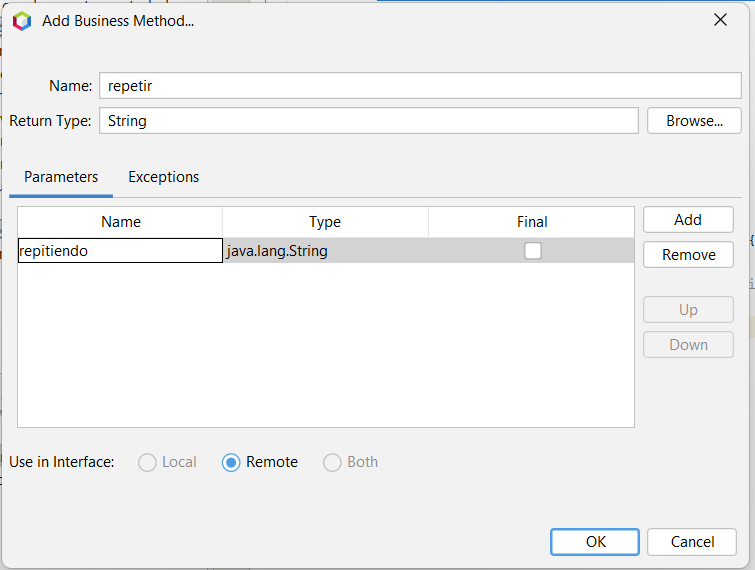 Add Business Method...
Name: repetir
Return Type: String Browse...
Parameters Exceptions
Name Type Final Add
repitiendo java.lang.String Remove
Up
Down
Use in Interface: Local Remote Both
OK Cancel